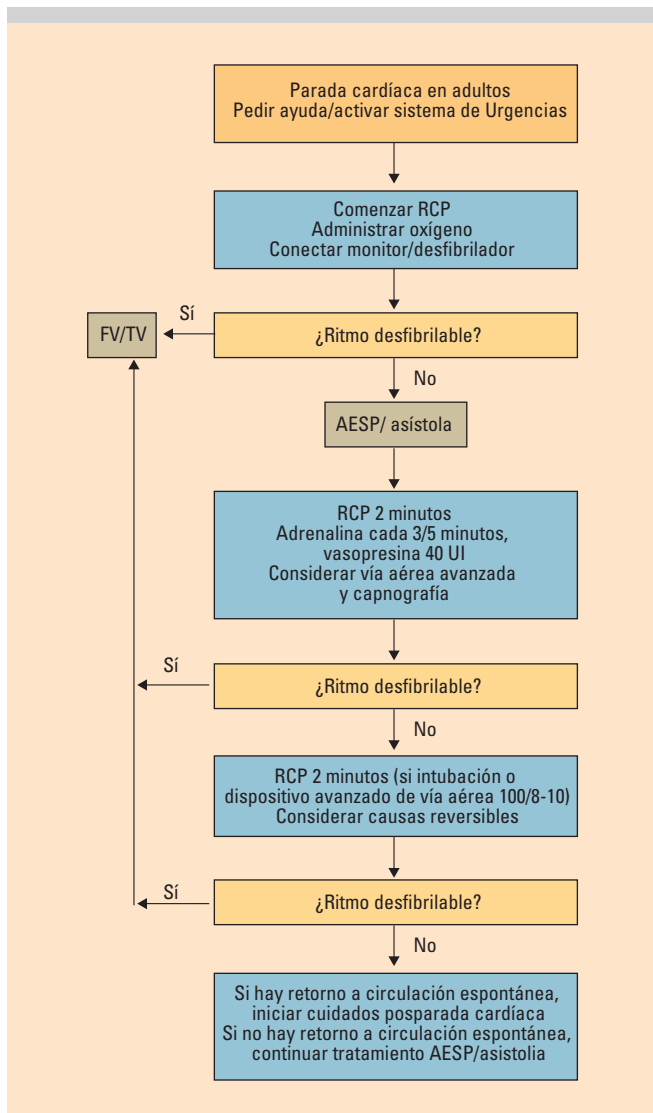 Parada cardíaca en adultos
Pedir ayuda/activar sistema de Urgencias
Comenzar RCP
Administrar oxígeno
Conectar monitor/desfibrilador
Sí
FV/TV
¿Ritmo desfibrilable?
No
AESP/ asístola
RCP 2 minutos
Adrenalina cada 3/5 minutos,
vasopresina 40 UI
Considerar vía aérea avanzada
y capnografía
Sí
¿Ritmo desfibrilable?
No
RCP 2 minutos (si intubación o
dispositivo avanzado de vía aérea 100/8-10)
Considerar causas reversibles
Sí
¿Ritmo desfibrilable?
No
Si hay retorno a circulación espontánea,
iniciar cuidados posparada cardíaca
Si no hay retorno a circulación espontánea,
continuar tratamiento AESP/asistolia